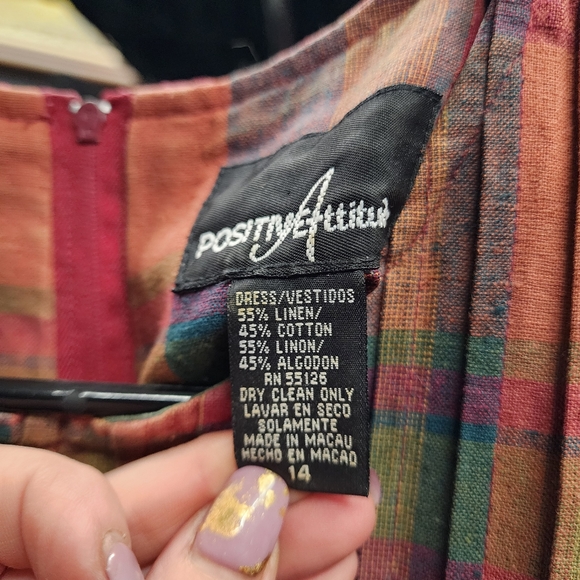 POSITIVE Attitude
DRESS/VESTIDOS
55% LINEN/
45% COTTON
55% LINON/
45% ALGODON
RN 55126
DRY CLEAN ONLY
LAVAR EN SECO
SOLAMENTE
MADE IN MACAU
HECHO EN MACAO
14